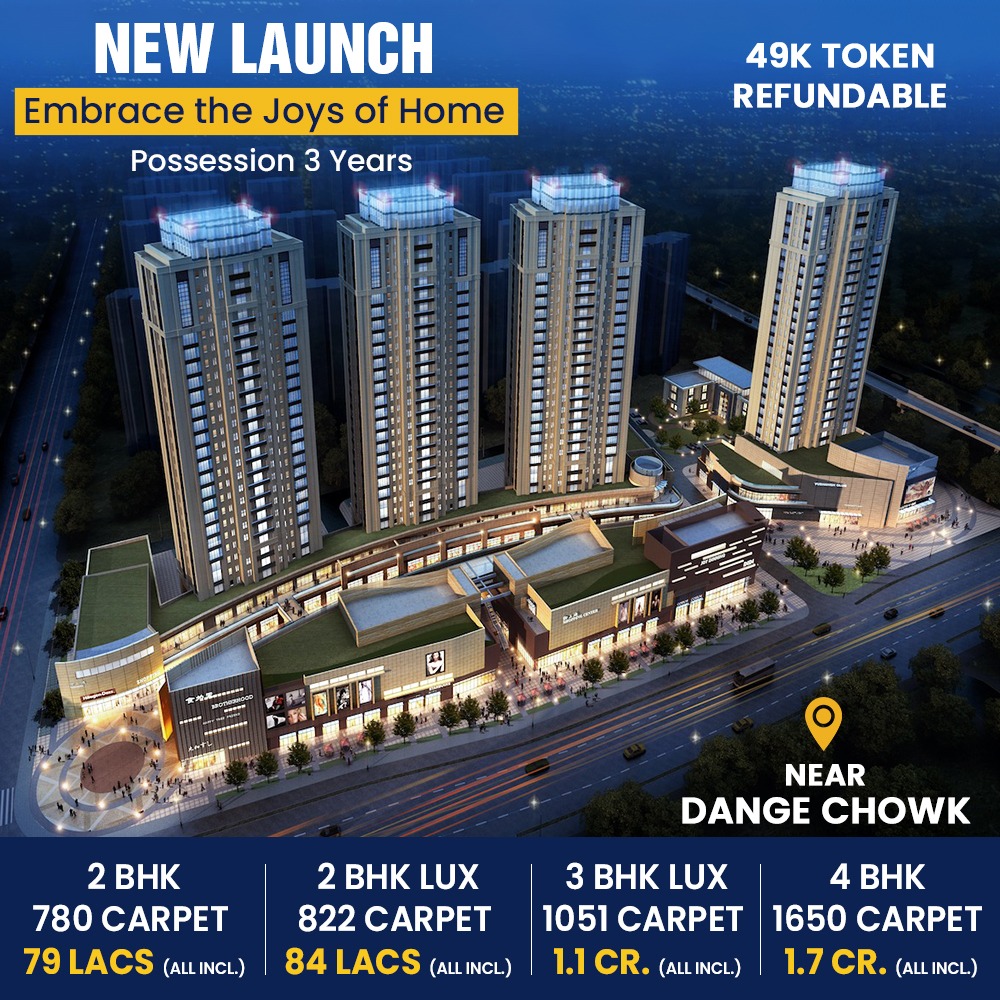 NEW LAUNCH
Embrace the Joys of Home
Possession 3 Years
49K TOKEN
REFUNDABLE
BROTHERHOOD
NEAR
DANGE CHOWK
2 BHK
780 CARPET
79 LACS (ALL INCL.)
2 BHK LUX
822 CARPET
84 LACS (ALL INCL.)
3 BHK LUX
1051 CARPET
1.1 CR. (ALL INCL.)
4 BHK
1650 CARPET
1.7 CR. (ALL INCL.)